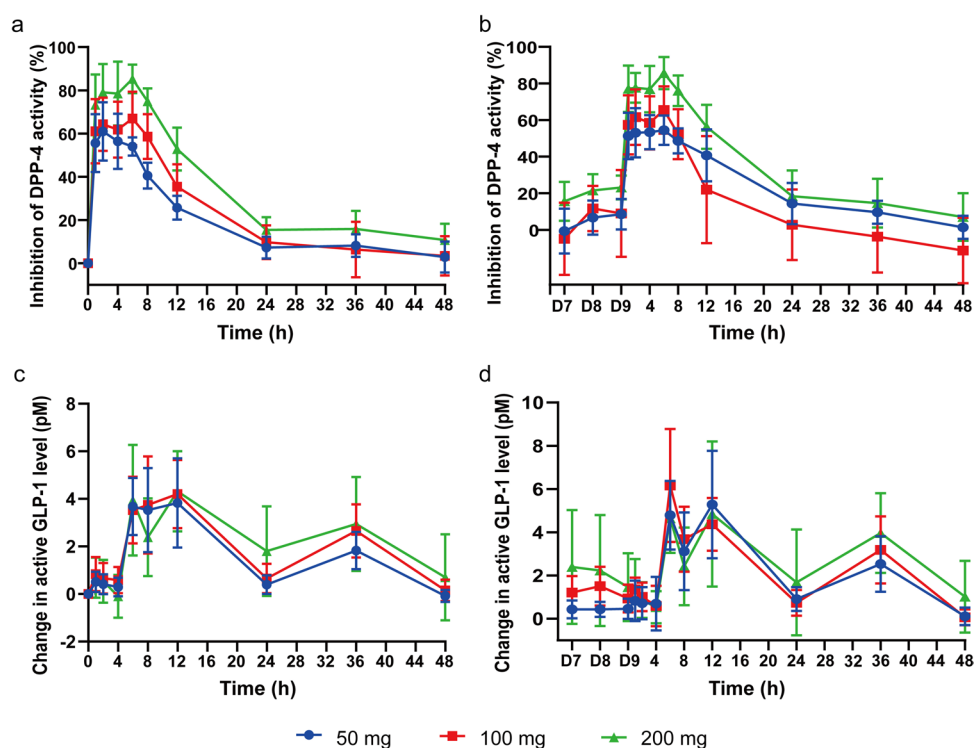 a
Inhibition of DPP-4 activity (%)
100
80
60
40
20
0
0 4 8 12 16 20 24 28 32 36 40 44 48
Time (h)
b
Inhibition of DPP-4 activity (%)
100
80
60
40
20
0
D7 D8 D9 4 8 12 16 20 24 28 32 36 40 44 48
Time (h)
c
Change in active GLP-1 level (pM)
8
6
4
2
0
-2
0 4 8 12 16 20 24 28 32 36 40 44 48
Time (h)
d
Change in active GLP-1 level (pM)
10
8
6
4
2
0
D7 D8 D9 4 8 12 16 20 24 28 32 36 40 44 48
Time (h)
50 mg 100 mg 200 mg